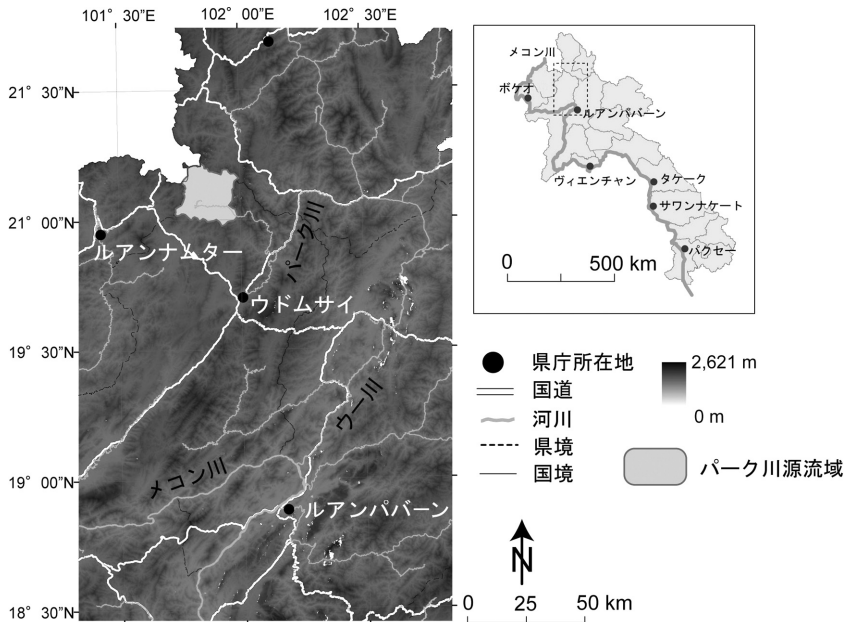 101° 30”E
102° 00”E
102° 30”E
21° 30”N
21° 00”N
19° 30”N
19° 00”N
18° 30”N
ルアンナムター
パーク川
ウドムサイ
ウー川
メコン川
ルアンパバーン
メコン川
ボケオ
ルアンパバーン
ヴィエンチャン
タケーク
サワンナケート
パクセー
0 500 km
県庁所在地
国道
河川
県境
国境
2,621 m
0 m
パーク川源流域
N
0 25 50 km